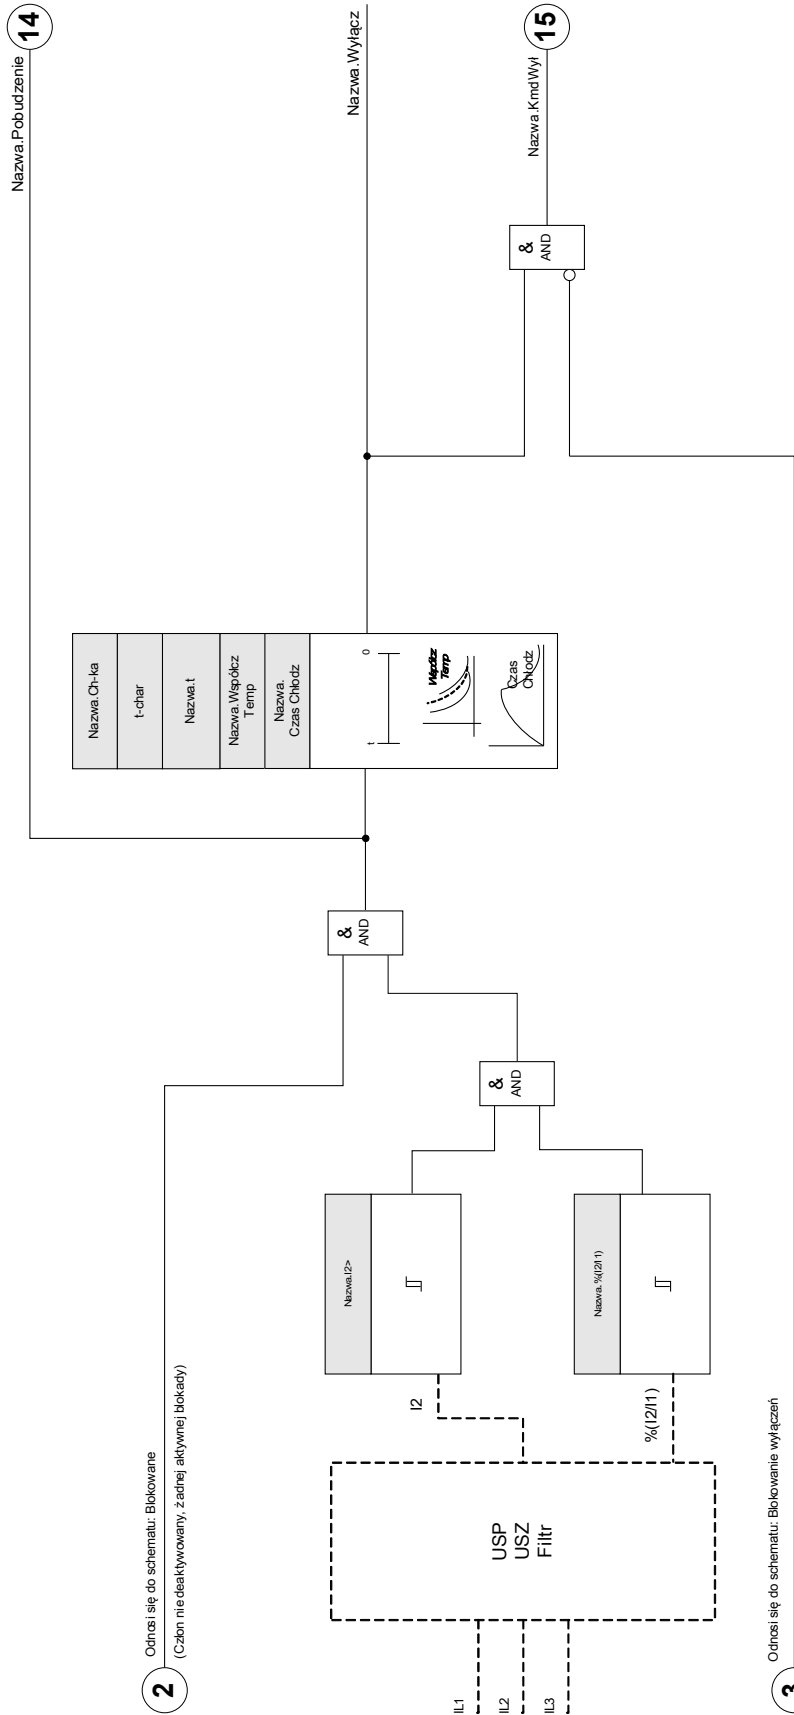 14
Nazwa.Pobudzenie
Nazwa.Wyłącz
15
Nazwa.KmdWył
&
AND
Nazwa.Ch-ka
t-char
Nazwa.t
Nazwa.Współcz
Temp
Nazwa.
Czas Chłodz
t
0
Współcz
Temp
Czas
Chłodz
&
AND
&
AND
Nazwa.I2>
Nazwa.%(I2/I1)
I2
%(I2/I1)
USP
USZ
Filtr
IL1
IL2
IL3
2
Odnosi się do schematu: Blokowane
(Człon nie deaktywowany, żadnej aktywnej blokady)
3
Odnosi się do schematu: Blokowanie wyłączeń